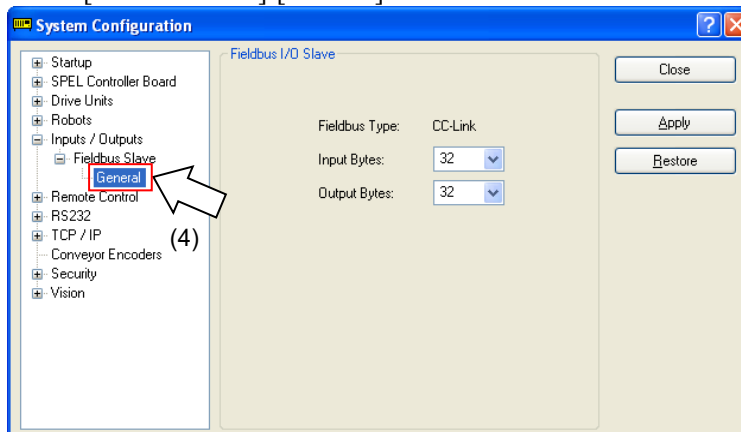 System Configuration
Startup
SPEL Controller Board
Drive Units
Robots
Inputs / Outputs
Fieldbus Slave
General
Remote Control
RS232
TCP / IP
(4)
Conveyor Encoders
Security
Vision
Fieldbus I/O Slave
Fieldbus Type: CC-Link
Input Bytes: 32
Output Bytes: 32
Close
Apply
Restore